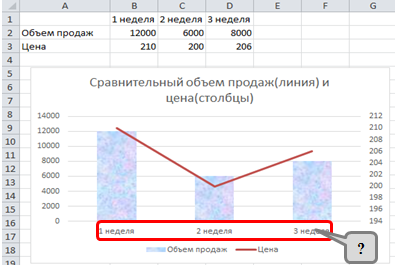 A B C D E F G
1 1 неделя 2 неделя 3 неделя
2 Объем продаж 12000 6000 8000
3 Цена 210 200 206
4
5
6 Сравнительный объем продаж(линия) и
7 цена(столбцы)
8 14000 212
9 12000 210
10 10000 208
11 8000 206
12 6000 204
13 4000 202
14 2000 200
15 0 198
16 196
17 194
18 1 неделя 2 неделя 3 неделя
19 Объем продаж Цена
?